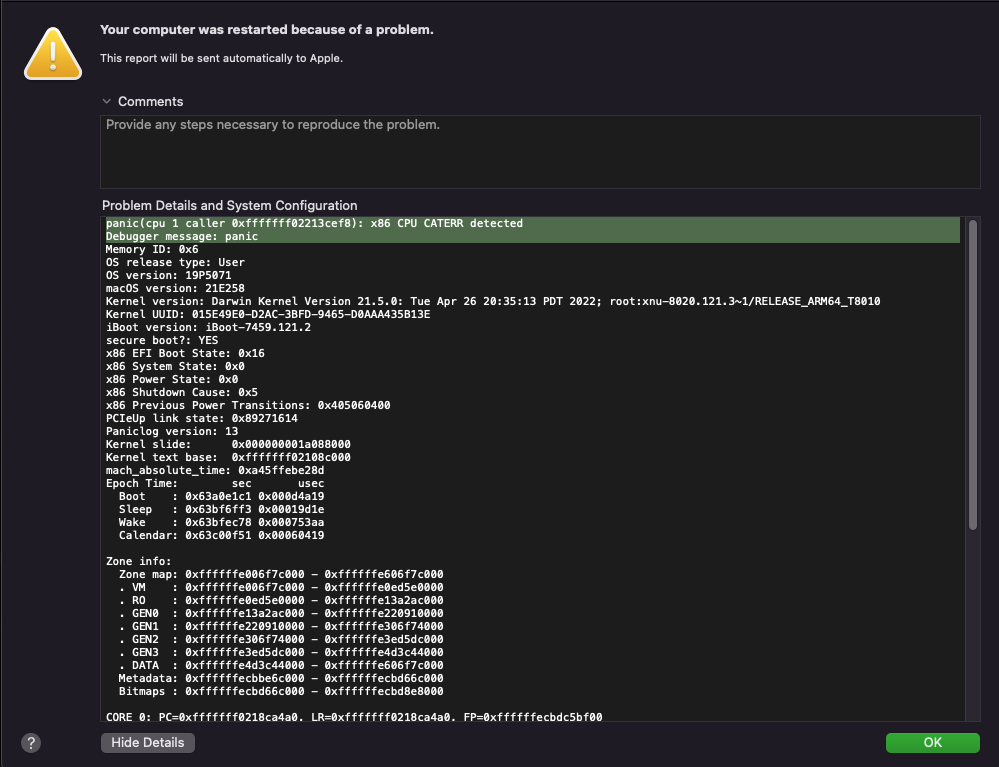 Your computer was restarted because of a problem.
This report will be sent automatically to Apple.
Comments
Provide any steps necessary to reproduce the problem.
Problem Details and System Configuration
panic(cpu 1 caller 0xfffffff02213cef8): x86 CPU CATERR detected
Debugger message: panic
Memory ID: 0x6
OS release type: User
OS version: 19P5071
macOS version: 21E258
Kernel version: Darwin Kernel Version 21.5.0: Tue Apr 26 20:35:13 PDT 2022; root:xnu-8020.121.3~1/RELEASE_ARM64_T8010
Kernel UUID: 015E49E0-D2AC-3BFD-9465-D0AAA435B13E
iBoot version: iBoot-7459.121.2
secure boot?: YES
x86 EFI Boot State: 0x16
x86 System State: 0x0
x86 Power State: 0x0
x86 Shutdown Cause: 0x5
x86 Previous Power Transitions: 0x405060400
PCIeUp link state: 0x89271614
Paniclog version: 13
Kernel slide:      0x000000001a088000
Kernel text base:  0xfffffff02108c000
mach_absolute_time: 0xa45ffebe28d
Epoch Time:        sec       usec
  Boot    : 0x63a0e1c1 0x000d4a19
  Sleep   : 0x63bf6ff3 0x00019d1e
  Wake    : 0x63bfec78 0x000753aa
  Calendar: 0x63c00f51 0x00060419
Zone info:
  Zone map: 0xffffffe006f7c000 - 0xffffffe606f7c000
  . VM    : 0xffffffe006f7c000 - 0xffffffe0ed5e0000
  . RO    : 0xffffffe0ed5e0000 - 0xffffffe13a2ac000
  . GEN0  : 0xffffffe13a2ac000 - 0xffffffe220910000
  . GEN1  : 0xffffffe220910000 - 0xffffffe306f74000
  . GEN2  : 0xffffffe306f74000 - 0xffffffe3ed5dc000
  . GEN3  : 0xffffffe3ed5dc000 - 0xffffffe4d3c44000
  . DATA  : 0xffffffe4d3c44000 - 0xffffffe606f7c000
  Metadata: 0xffffffecbbe6c000 - 0xffffffecbd66c000
  Bitmaps : 0xffffffecbd66c000 - 0xffffffecbd8e8000
CORE 0: PC=0xfffffff0218ca4a0, LR=0xfffffff0218ca4a0, FP=0xffffffecbdc5bf00
? Hide Details OK